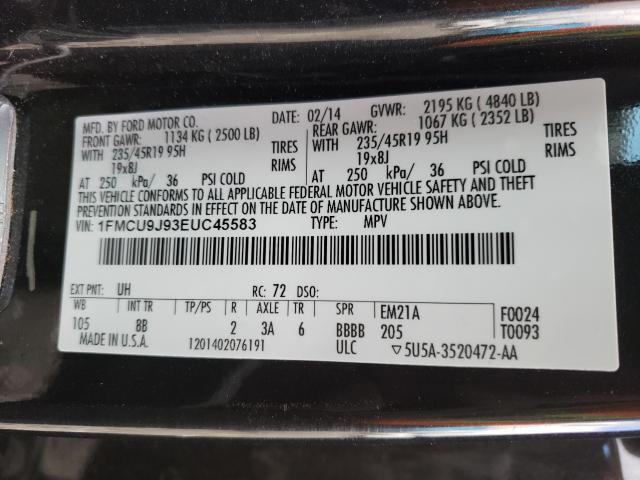 MFD. BY FORD MOTOR CO. DATE: 02/14 GVWR: 2195 KG ( 4840 LB)
FRONT GAWR: 1134 KG ( 2500 LB) REAR GAWR: 1067 KG ( 2352 LB)
WITH 235/45R19 95H TIRES WITH 235/45R19 95H TIRES
19x8J RIMS 19x8J RIMS
AT 250 kPa/ 36 PSI COLD AT 250 kPa/ 36 PSI COLD
THIS VEHICLE CONFORMS TO ALL APPLICABLE FEDERAL MOTOR VEHICLE SAFETY AND THEFT
PREVENTION STANDARDS IN EFFECT ON THE DATE OF MANUFACTURE SHOWN ABOVE.
VIN: 1FMCU9J93EUC45583 TYPE: MPV
EXT PNT: UH RC: 72 DSO:
WB INT TR TP/PS R AXLE TR SPR EM21A F0024
105 8B 2 3A 6 BBBB 205 T0093
MADE IN U.S.A. 1201402076191 ULC ▽5U5A-3520472-AA